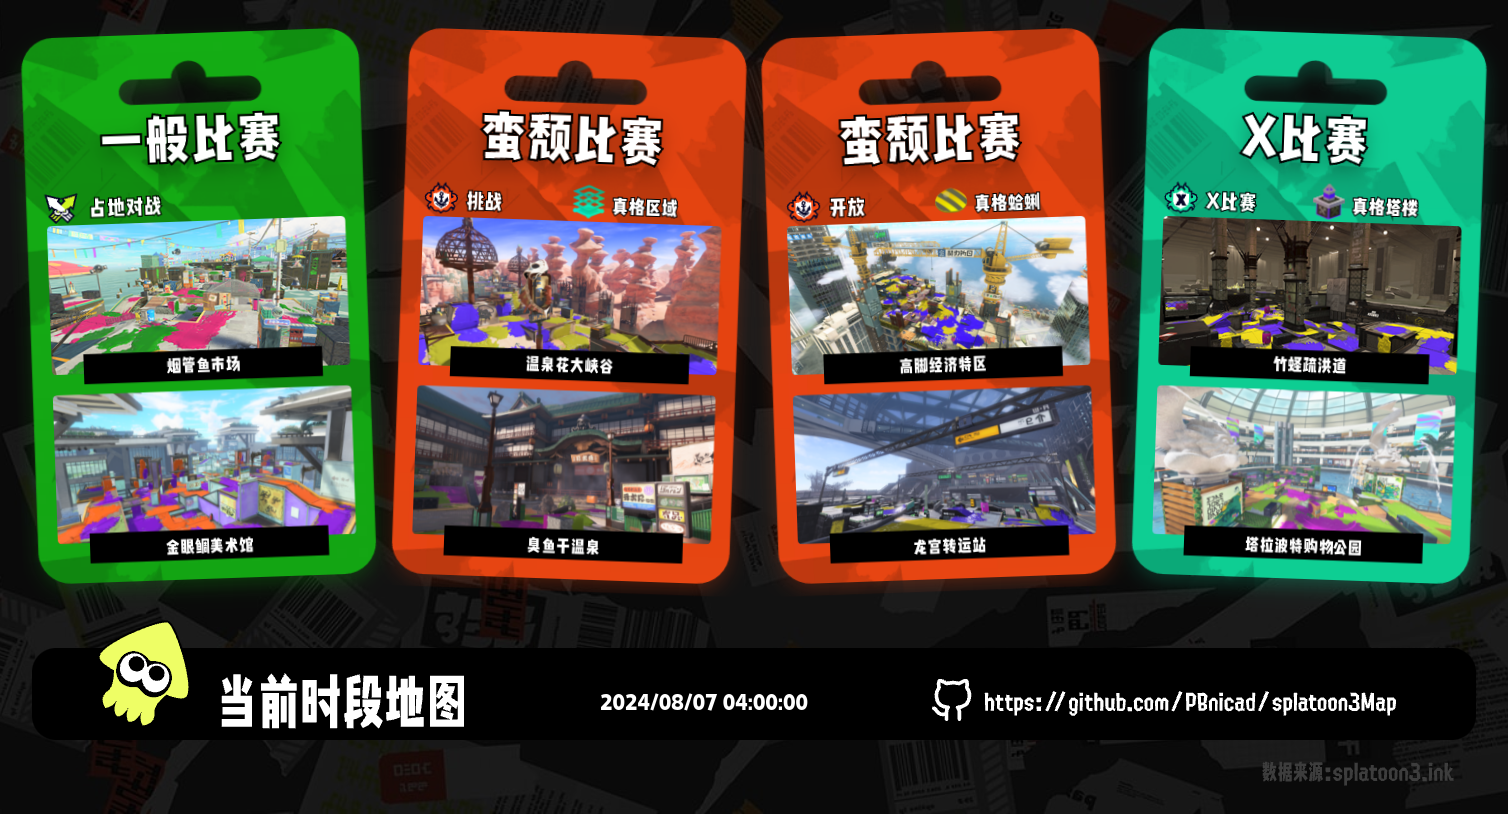 一般比赛
占地对战
烟管鱼市场
金眼鲷美术馆
蛮颓比赛
挑战
真格区域
温泉花大峡谷
臭鱼干温泉
蛮颓比赛
开放
真格蛤蜊
高脚经济特区
龙宫转运站
X比赛
X比赛
真格塔楼
竹蛏疏洪道
塔拉波特购物公园
当前时段地图
2024/08/07 04:00:00
https://github.com/PBnicad/splatoon3Map
数据来源:splatoon3.ink